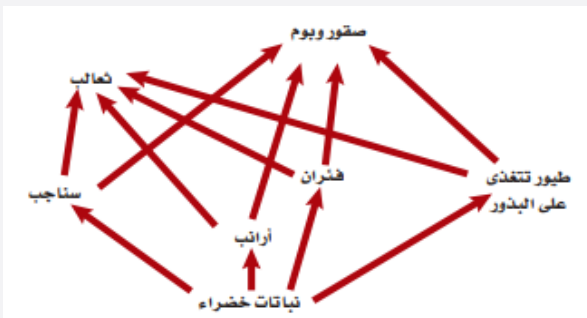 صقور وبوم
ثعالب
فئران
طيور تتغذى
على البذور
سناجب
أرانب
نباتات خضراء